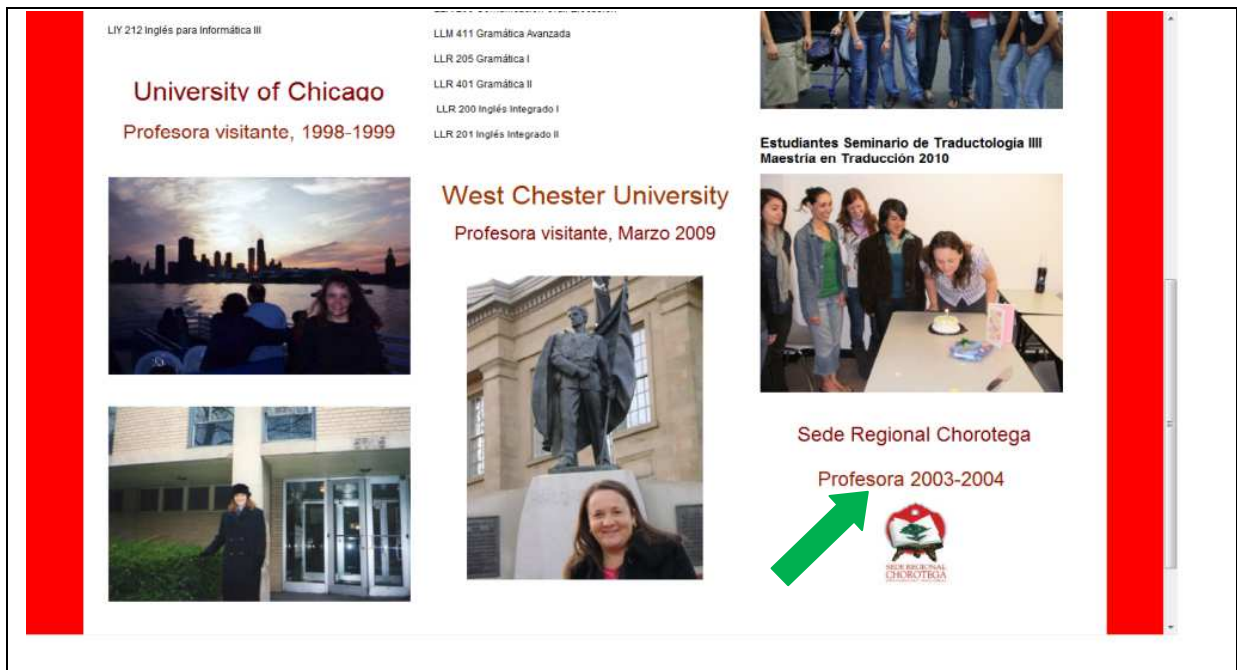 LIY 212 Inglés para Informática III
University of Chicago
Profesora visitante, 1998-1999
LLM 411 Gramática Avanzada
LLR 205 Gramática I
LLR 401 Gramática II
LLR 200 Inglés Integrado I
LLR 201 Inglés Integrado II
West Chester University
Profesora visitante, Marzo 2009
Estudiantes Seminario de Traductología IIII
Maestría en Traducción 2010
Sede Regional Chorotega
Profesora 2003-2004
SEDE REGIONAL
CHOROTEGA